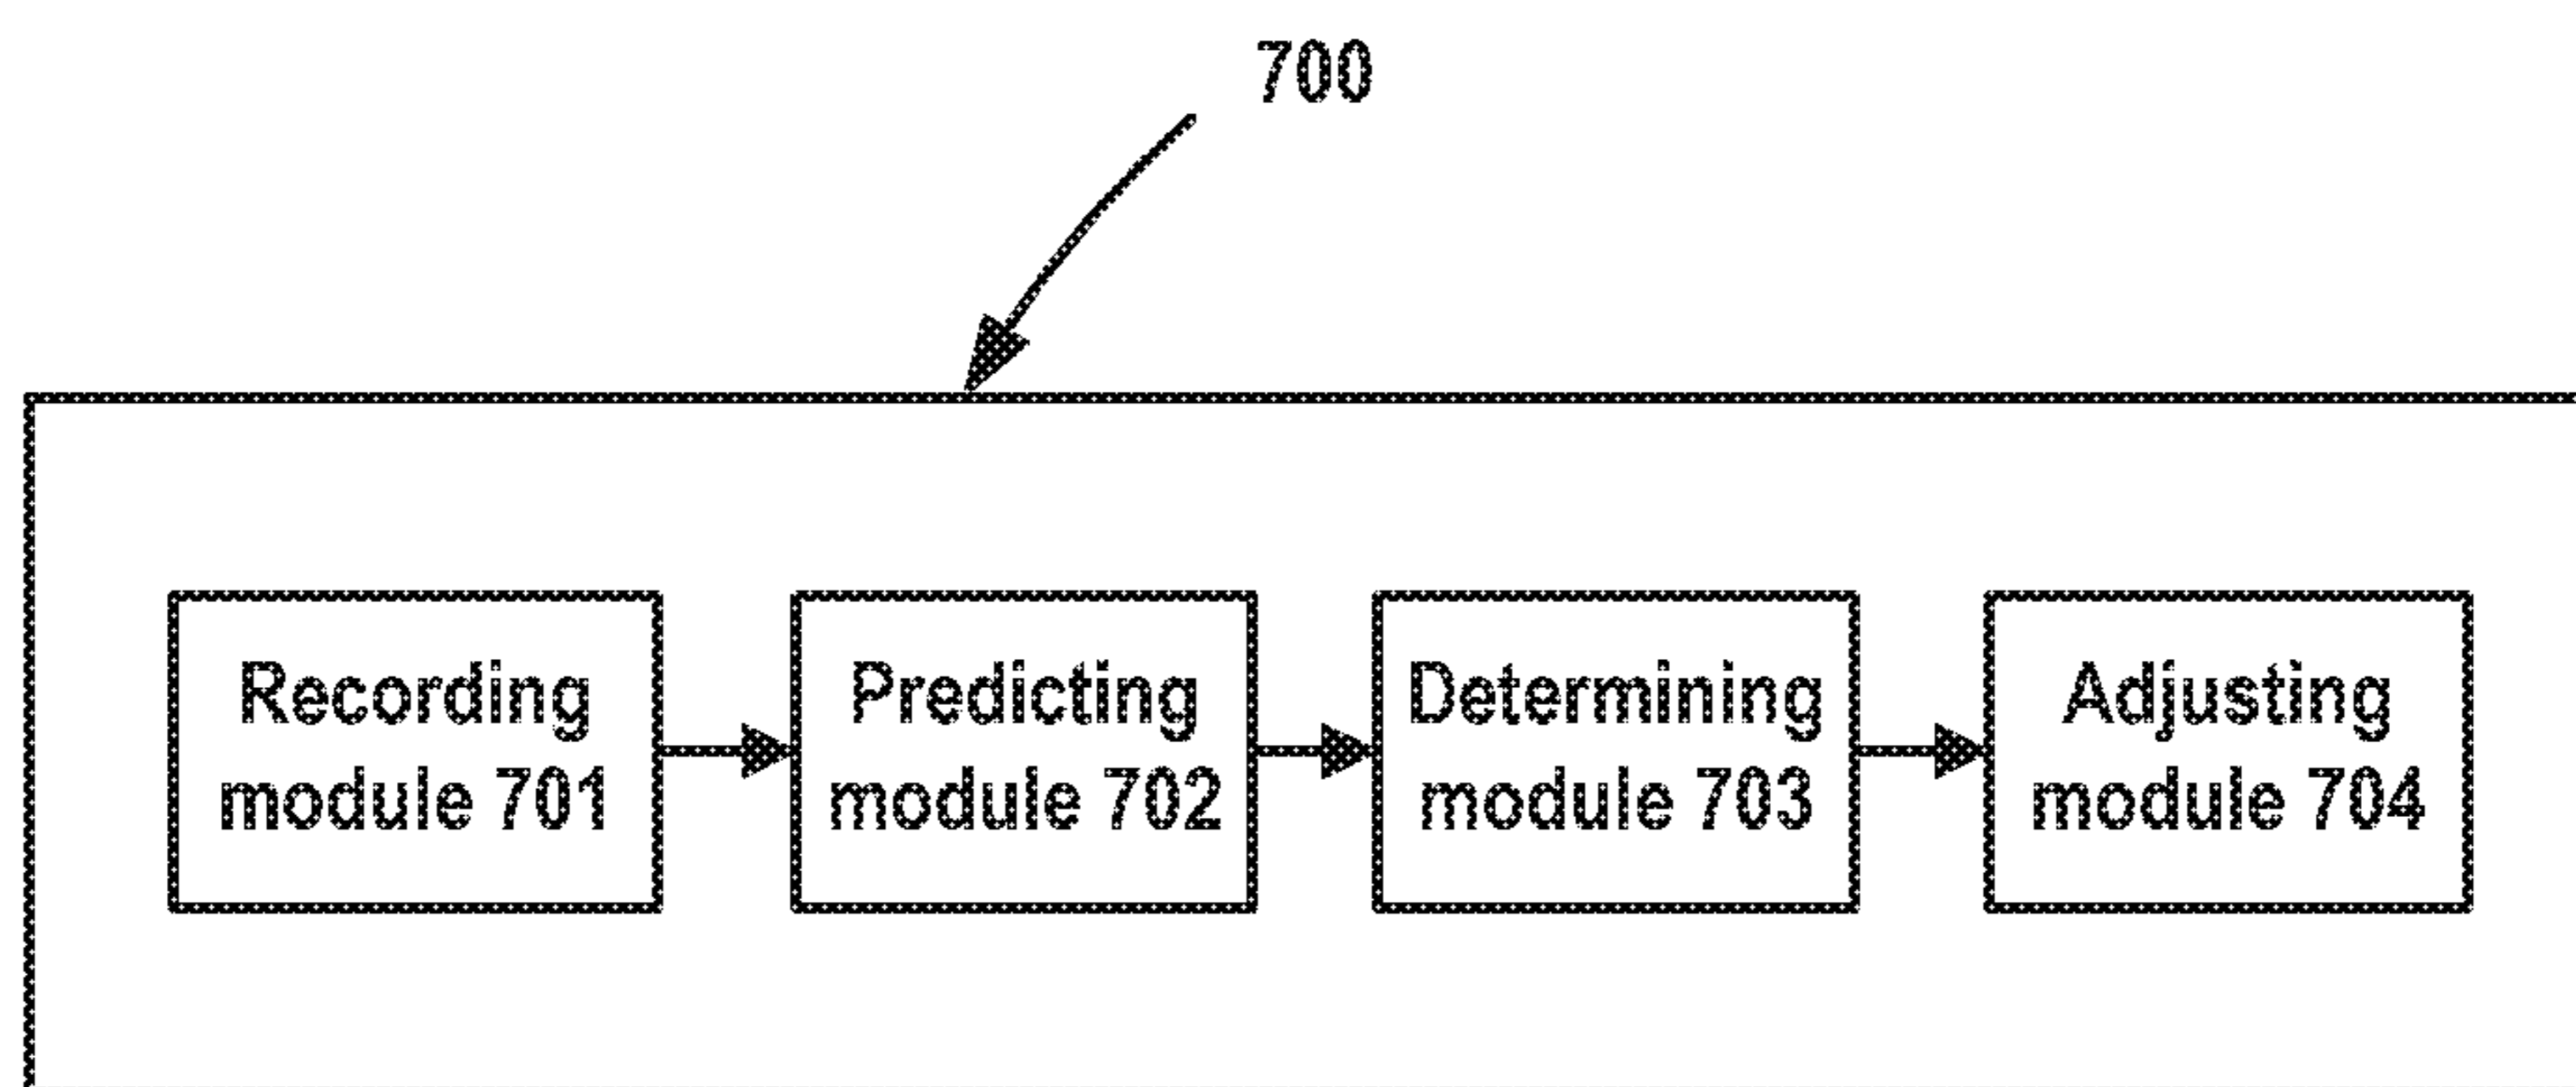 700
Recording
module 701
Predicting
module 702
Determining
module 703
Adjusting
module 704